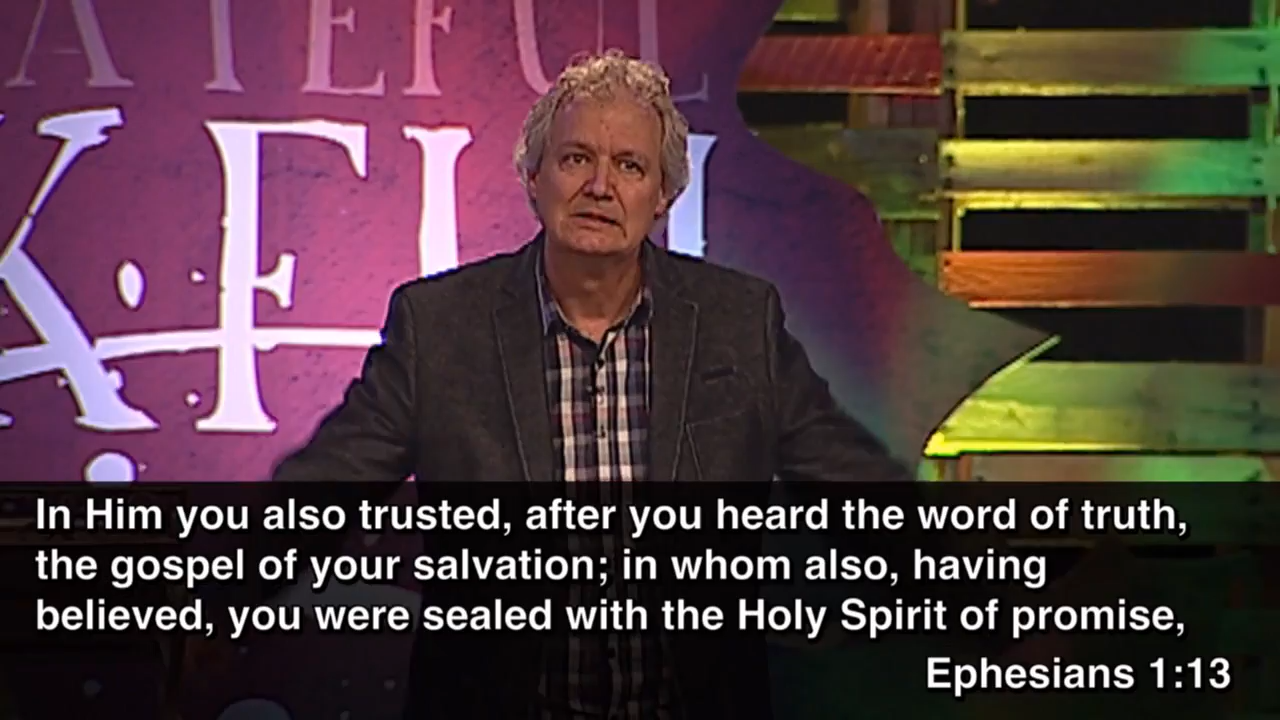 ATEFUL
In Him you also trusted, after you heard the word of truth,
the gospel of your salvation; in whom also, having
believed, you were sealed with the Holy Spirit of promise,
Ephesians 1:13